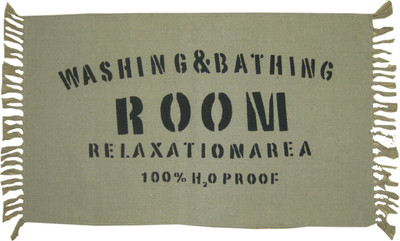 WASHING&BATHING
ROOM
RELAXATIONAREA
100% H₂O PROOF